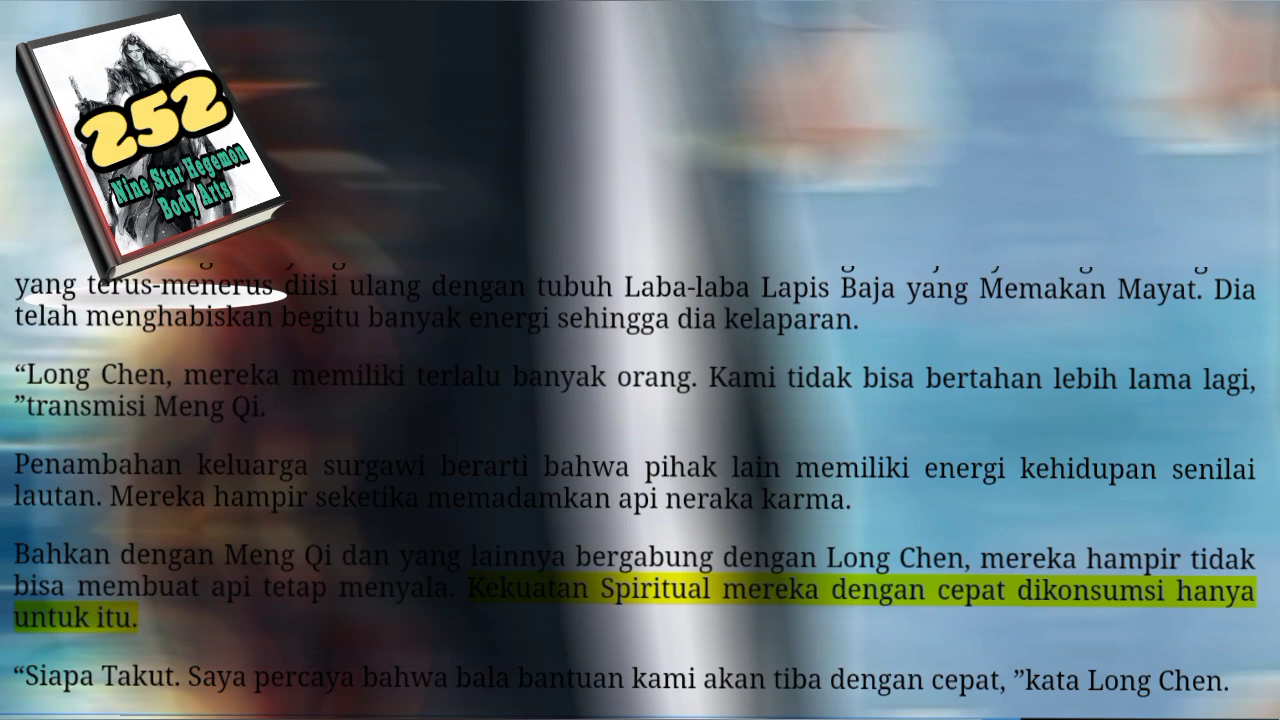 252
Nine Star Hegemon
Body Arts
yang terus-menerus diisi ulang dengan tubuh Laba-laba Lapis Baja yang Memakan Mayat. Dia
telah menghabiskan begitu banyak energi sehingga dia kelaparan.
“Long Chen, mereka memiliki terlalu banyak orang. Kami tidak bisa bertahan lebih lama lagi,
”transmisi Meng Qi.
Penambahan keluarga surgawi berarti bahwa pihak lain memiliki energi kehidupan senilai
lautan. Mereka hampir seketika memadamkan api neraka karma.
Bahkan dengan Meng Qi dan yang lainnya bergabung dengan Long Chen, mereka hampir tidak
bisa membuat api tetap menyala. Kekuatan Spiritual mereka dengan cepat dikonsumsi hanya
untuk itu.
“Siapa Takut. Saya percaya bahwa bala bantuan kami akan tiba dengan cepat, ”kata Long Chen.